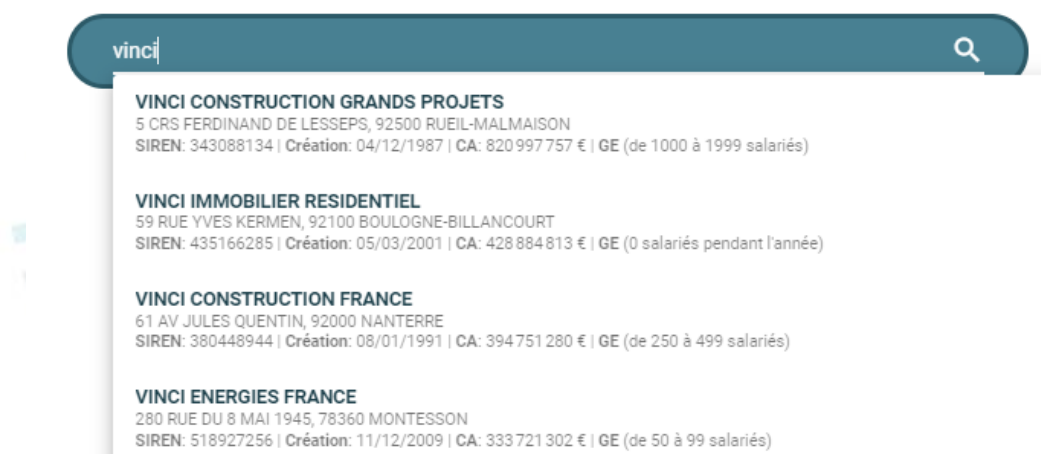 vinci
VINCI CONSTRUCTION GRANDS PROJETS
5 CRS FERDINAND DE LESSEPS, 92500 RUEIL-MALMAISON
SIREN: 343088134 | Création: 04/12/1987 | CA: 820 997 757 € | GE (de 1000 à 1999 salariés)
VINCI IMMOBILIER RESIDENTIEL
59 RUE YVES KERMEN, 92100 BOULOGNE-BILLANCOURT
SIREN: 435166285 | Création: 05/03/2001 | CA: 428 884 813 € | GE (0 salariés pendant l'année)
VINCI CONSTRUCTION FRANCE
61 AV JULES QUENTIN, 92000 NANTERRE
SIREN: 380448944 | Création: 08/01/1991 | CA: 394 751 280 € | GE (de 250 à 499 salariés)
VINCI ENERGIES FRANCE
280 RUE DU 8 MAI 1945, 78360 MONTESSON
SIREN: 518927256 | Création: 11/12/2009 | CA: 333 721 302 € | GE (de 50 à 99 salariés)